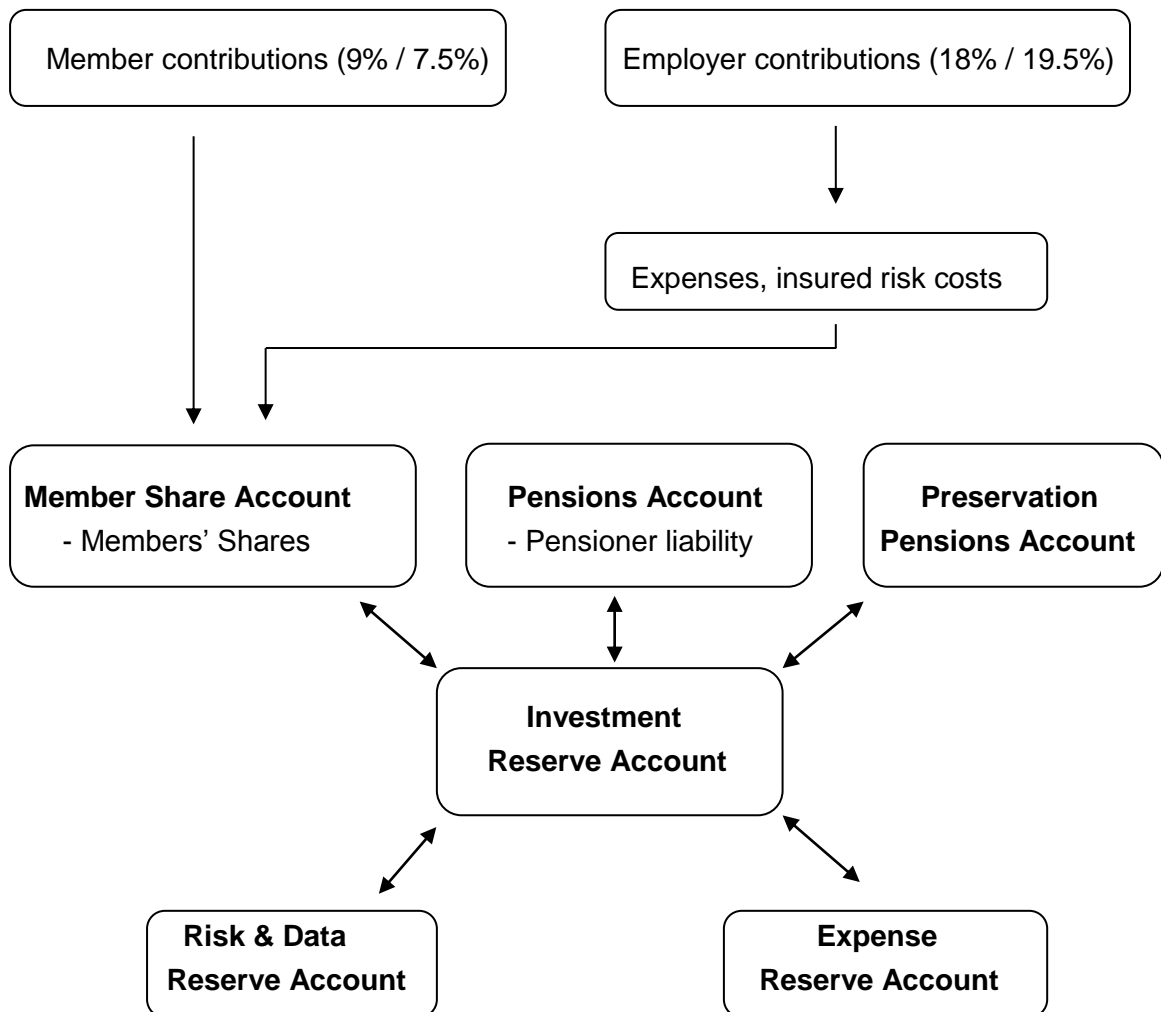 Member contributions (9% / 7.5%)
Employer contributions (18% / 19.5%)
Expenses, insured risk costs
Member Share Account
- Members’ Shares
Pensions Account
- Pensioner liability
Preservation
Pensions Account
Investment
Reserve Account
Risk & Data
Reserve Account
Expense
Reserve Account